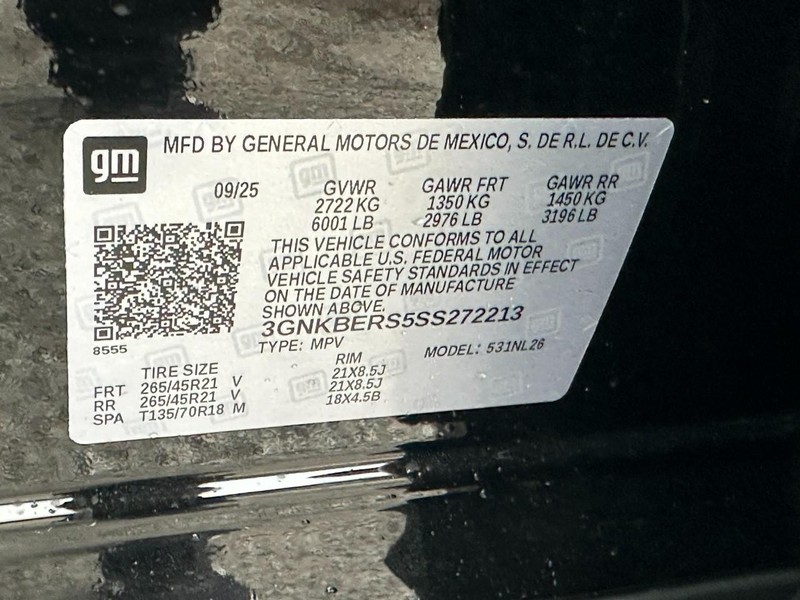 gm MFD BY GENERAL MOTORS DE MEXICO, S. DE R.L. DE C.V.
09/25 GVWR GAWR FRT GAWR RR
2722 KG 1350 KG 1450 KG
6001 LB 2976 LB 3196 LB
THIS VEHICLE CONFORMS TO ALL
APPLICABLE U.S. FEDERAL MOTOR
VEHICLE SAFETY STANDARDS IN EFFECT
ON THE DATE OF MANUFACTURE
SHOWN ABOVE.
3GNKBERS5SS272213
8555 TYPE: MPV MODEL: 531NL26
TIRE SIZE RIM
FRT 265/45R21 V 21X8.5J
RR 265/45R21 V 21X8.5J
SPA T135/70R18 M 18X4.5B